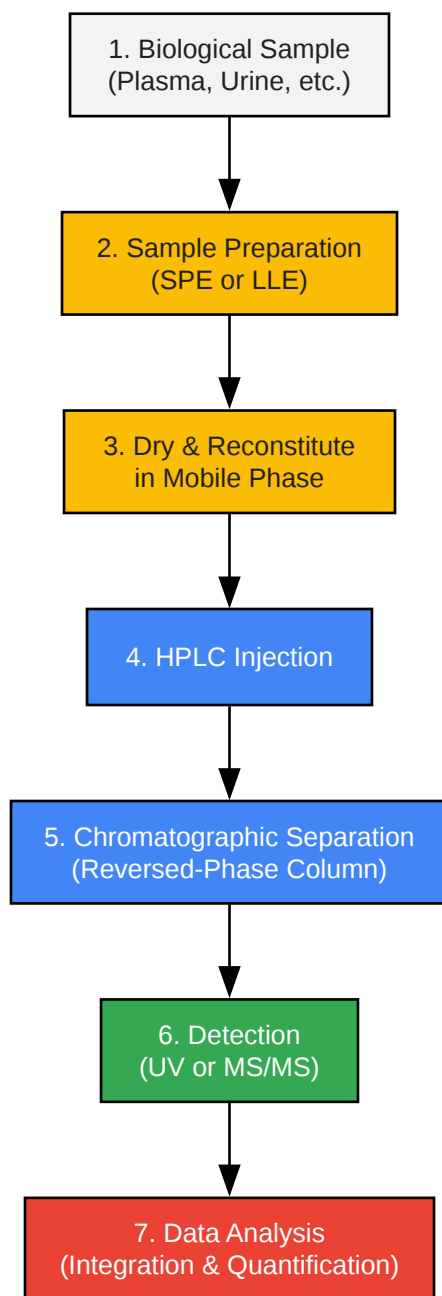 1. Biological Sample
(Plasma, Urine, etc.)
2. Sample Preparation
(SPE or LLE)
3. Dry & Reconstitute
in Mobile Phase
4. HPLC Injection
5. Chromatographic Separation
(Reversed-Phase Column)
6. Detection
(UV or MS/MS)
7. Data Analysis
(Integration & Quantification)